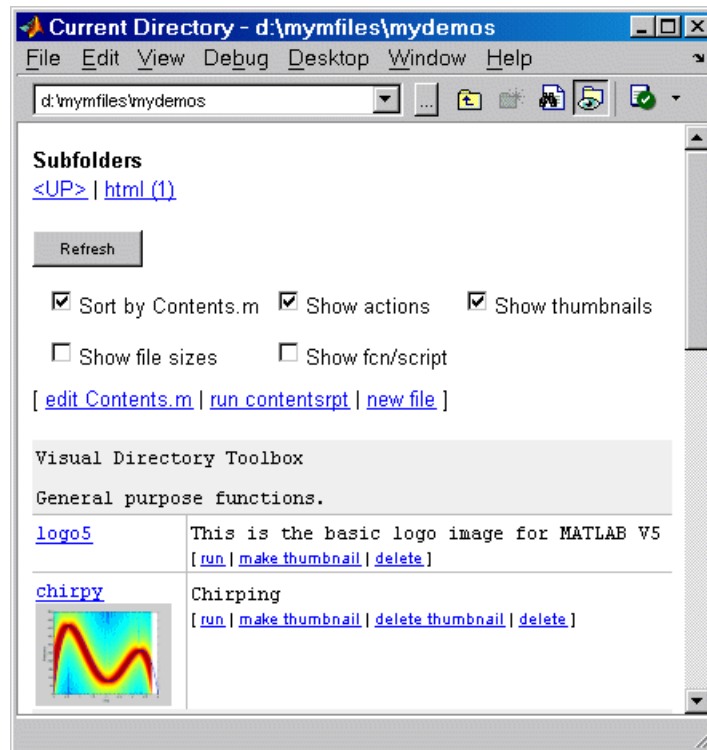 Current Directory - d:\mymfiles\mydemos
File Edit View Debug Desktop Window Help
d:\mymfiles\mydemos
...
Subfolders
<UP> | html (1)
Refresh
Sort by Contents.m Show actions Show thumbnails
Show file sizes Show fcn/script
[ edit Contents.m | run contentsrpt | new file ]
Visual Directory Toolbox
General purpose functions.
logo5 This is the basic logo image for MATLAB V5
[ run | make thumbnail | delete ]
chirpy Chirping
[ run | make thumbnail | delete thumbnail | delete ]